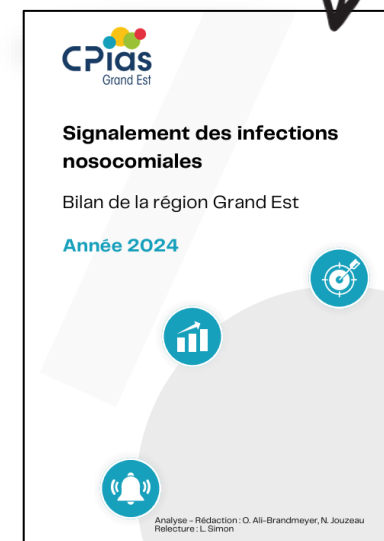 CPias
Grand Est
Signalement des infections
nosocomiales
Bilan de la région Grand Est
Année 2024
Analyse – Rédaction : O. Ali-Brandmeyer, N. Jouzeau
Relecture : L. Simon